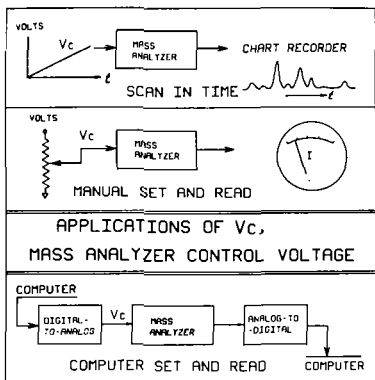 VOLTS
Vc
MASS
ANALYZER
CHART RECORDER
t
t
SCAN IN TIME
VOLTS
Vc
MASS
ANALYZER
I
MANUAL SET AND READ
APPLICATIONS OF Vc,
MASS ANALYZER CONTROL VOLTAGE
COMPUTER
DIGITAL-
TO-ANALOG
Vc
MASS
ANALYZER
ANALOG-TO
-DIGITAL
COMPUTER SET AND READ
COMPUTER